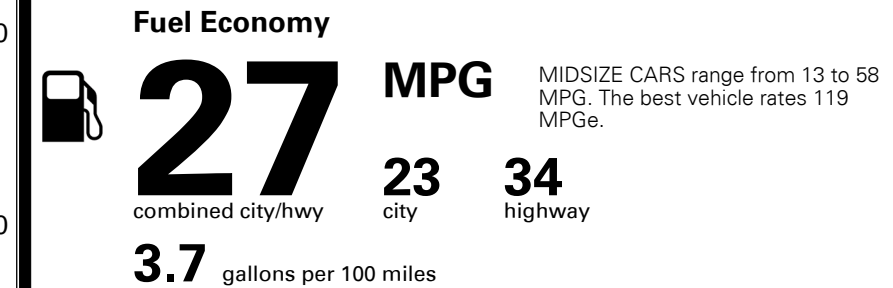 Fuel Economy
27
MPG
MIDSIZE CARS range from 13 to 58
MPG. The best vehicle rates 119
MPGe.
combined city/hwy
23
city
34
highway
3.7 gallons per 100 miles